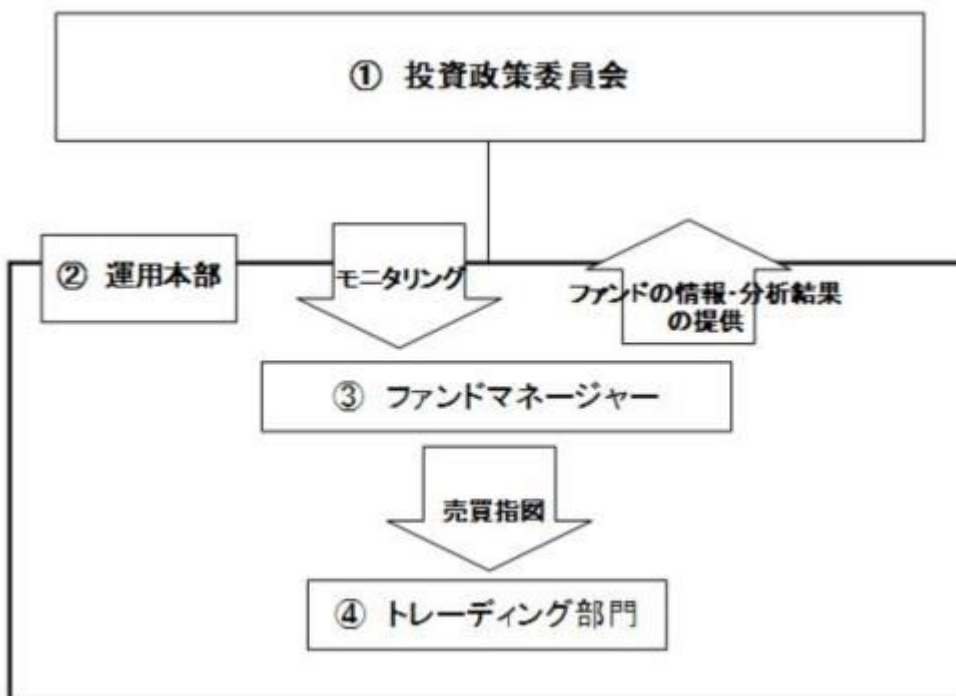 ① 投資政策委員会
② 運用本部
モニタリング
ファンドの情報・分析結果
の提供
③ ファンドマネージャー
売買指図
④ トレーディング部門